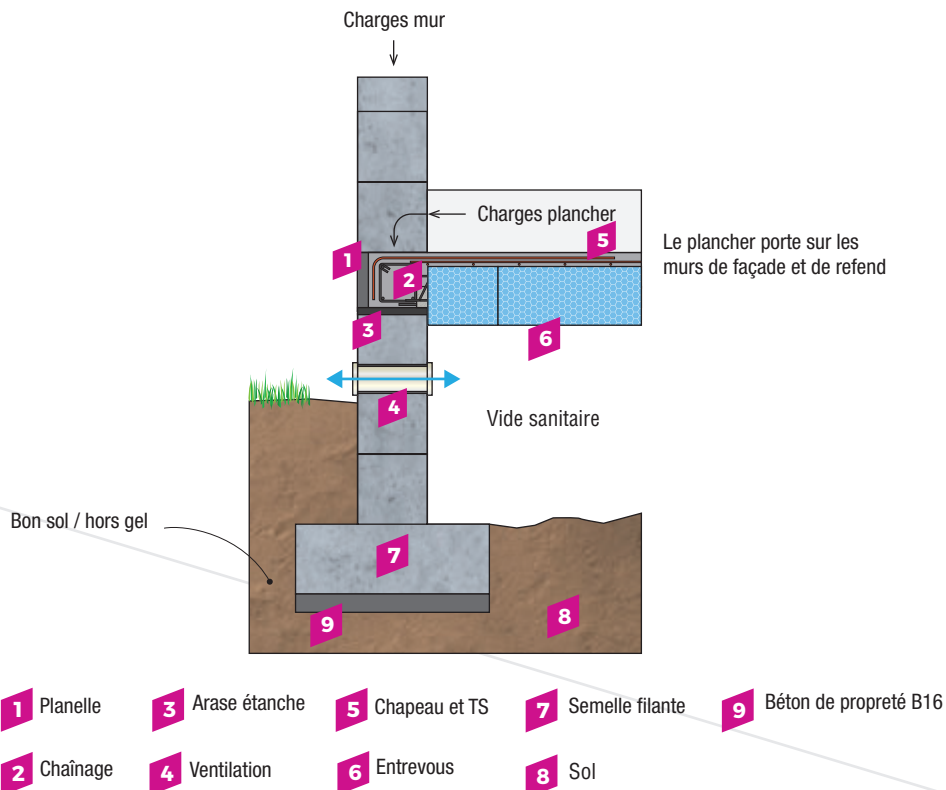 Charges mur
Charges plancher
5
Le plancher porte sur les
murs de façade et de refend
1
2
3
6
4
Vide sanitaire
Bon sol / hors gel
7
8
9
1 Planelle
3 Arase étanche
5 Chapeau et TS
7 Semelle filante
9 Béton de propreté B16
2 Chaînage
4 Ventilation
6 Entrevous
8 Sol